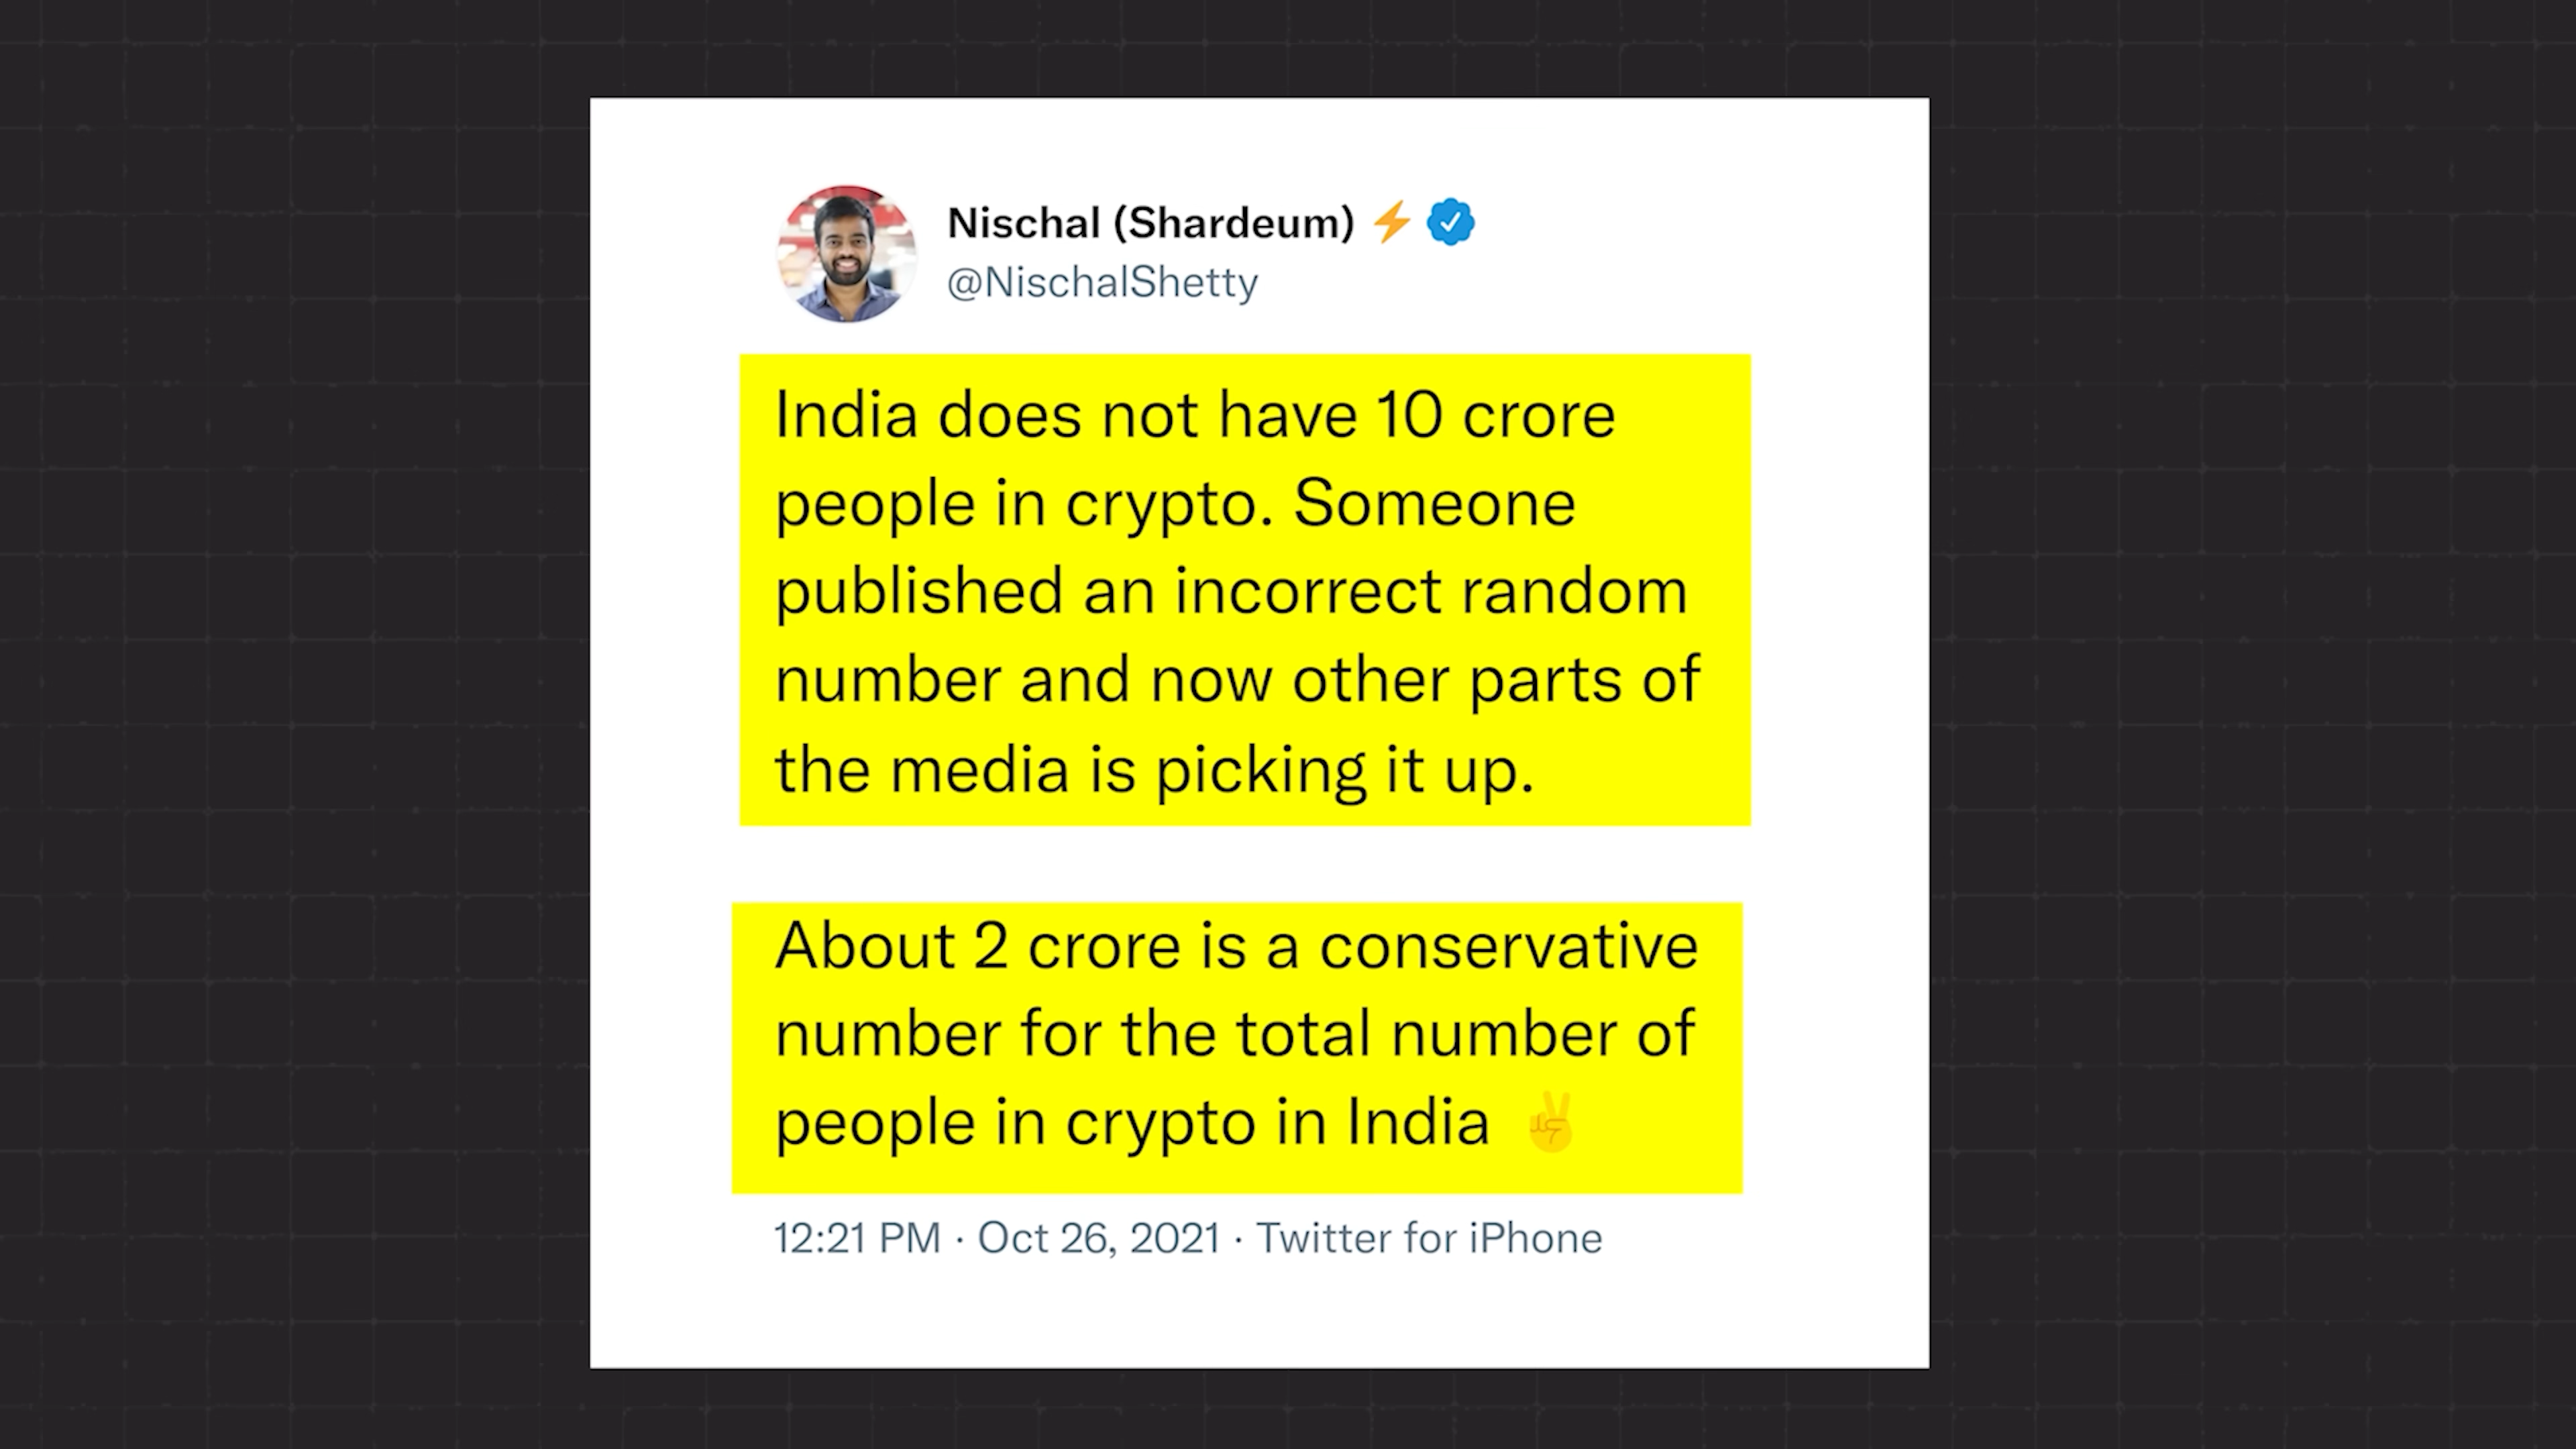 Nischal (Shardeum) ⚡
@NischalShetty
India does not have 10 crore
people in crypto. Someone
published an incorrect random
number and now other parts of
the media is picking it up.
About 2 crore is a conservative
number for the total number of
people in crypto in India ✌
12:21 PM · Oct 26, 2021 · Twitter for iPhone